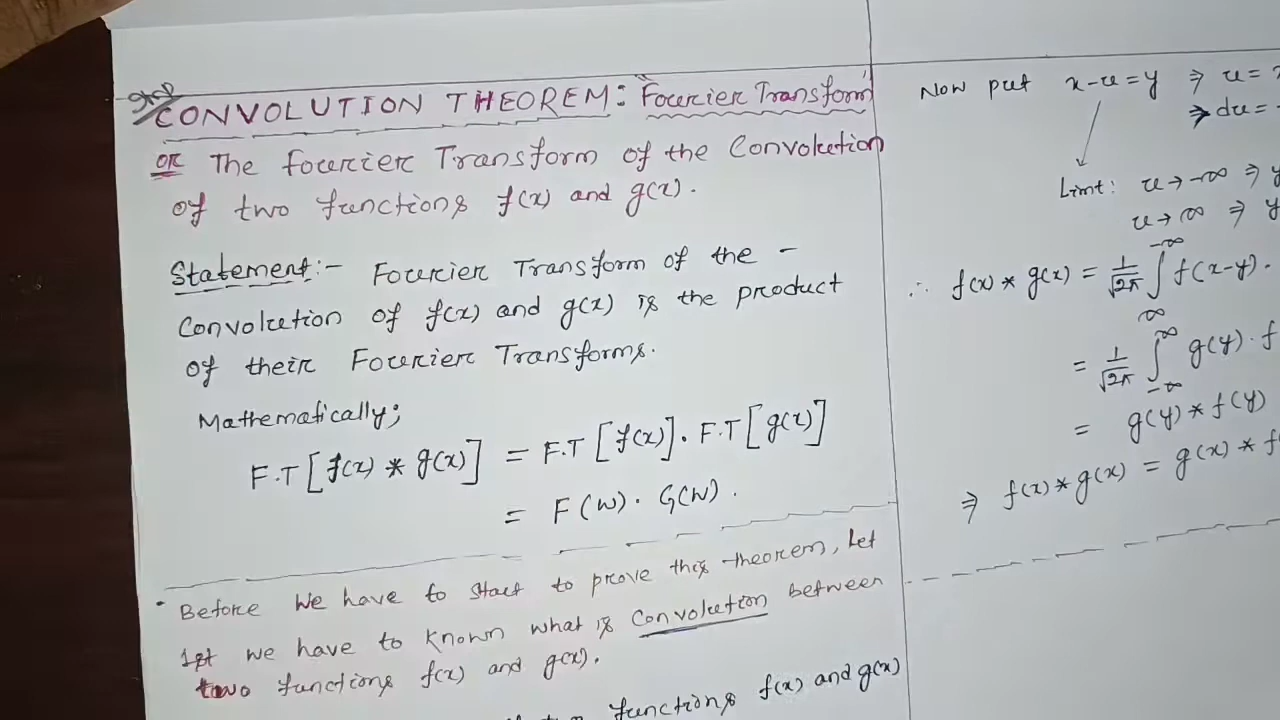 CONVOLUTION THEOREM: Fourier Transform
or The fourier Transform of the Convolution
of two functions f(x) and g(x).
Statement:- Fourier Transform of the -
Convolution of f(x) and g(x) is the product
of their Fourier Transforms.
Mathematically;
F.T[f(x) * g(x)] = F.T[f(x)]. F.T[g(x)]
= F(W). G(W).
• Before We have to start to prove this theorem, Let
1st we have to known what is Convolution between
two functions f(x) and g(x).
functions f(x) and g(x)
Now put x-u=y ⇒ u=
⇒ du=
Limt: u→-∞ ⇒ y
u→∞ ⇒ y
∴ f(x) * g(x) = 1/√2π ∫_∞^-∞ f(x-y).
= 1/√2π ∫_-∞^∞ g(y). f
= g(y) * f(y)
⇒ f(x) * g(x) = g(x) * f